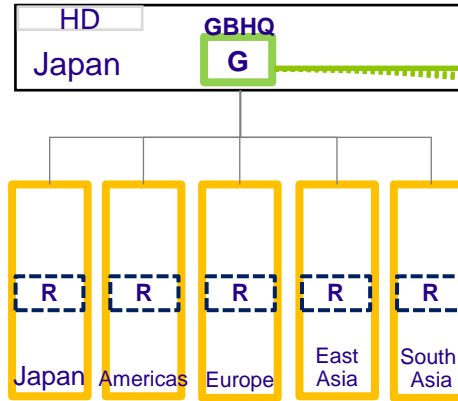 HD
GBHQ
Japan
G
R
R
R
R
R
Japan
Americas
Europe
East
Asia
South
Asia